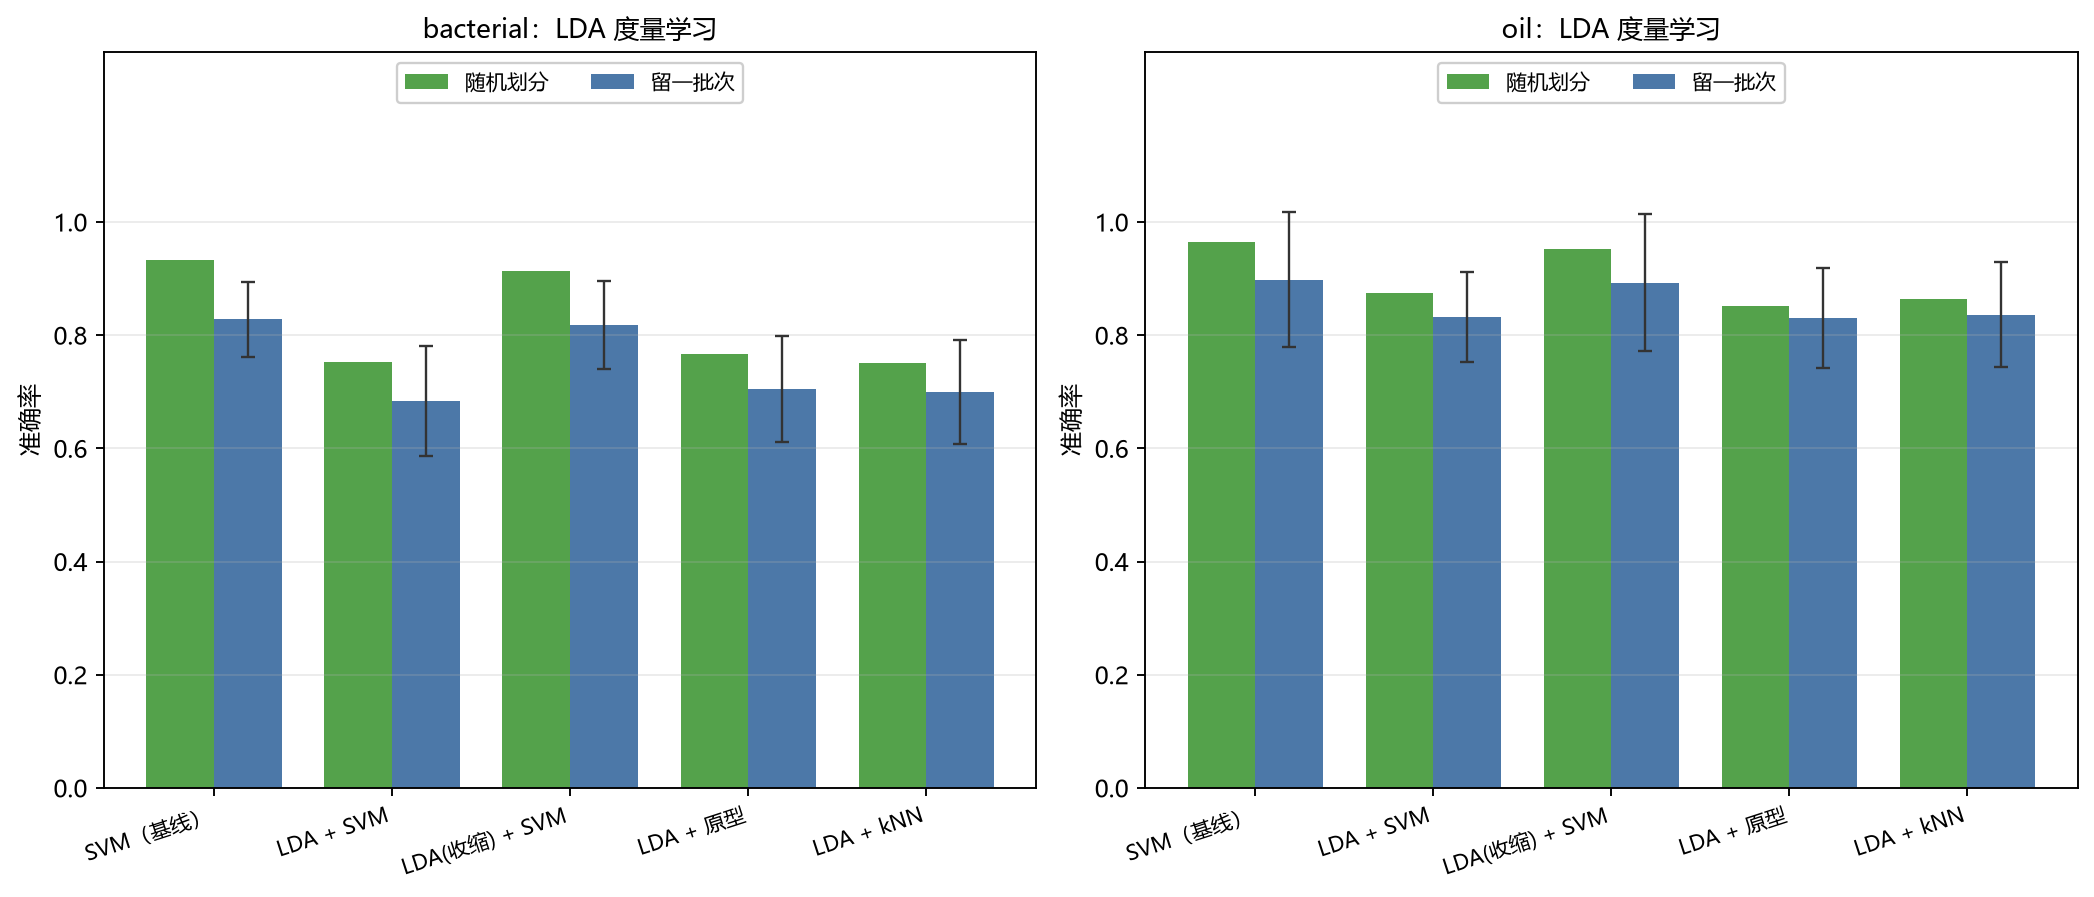 bacterial：LDA 度量学习
随机划分
留一批次
准确率
1.0
0.8
0.6
0.4
0.2
0.0
SVM（基线）
LDA + SVM
LDA(收缩) + SVM
LDA + 原型
LDA + kNN
oil：LDA 度量学习
随机划分
留一批次
准确率
1.0
0.8
0.6
0.4
0.2
0.0
SVM（基线）
LDA + SVM
LDA(收缩) + SVM
LDA + 原型
LDA + kNN